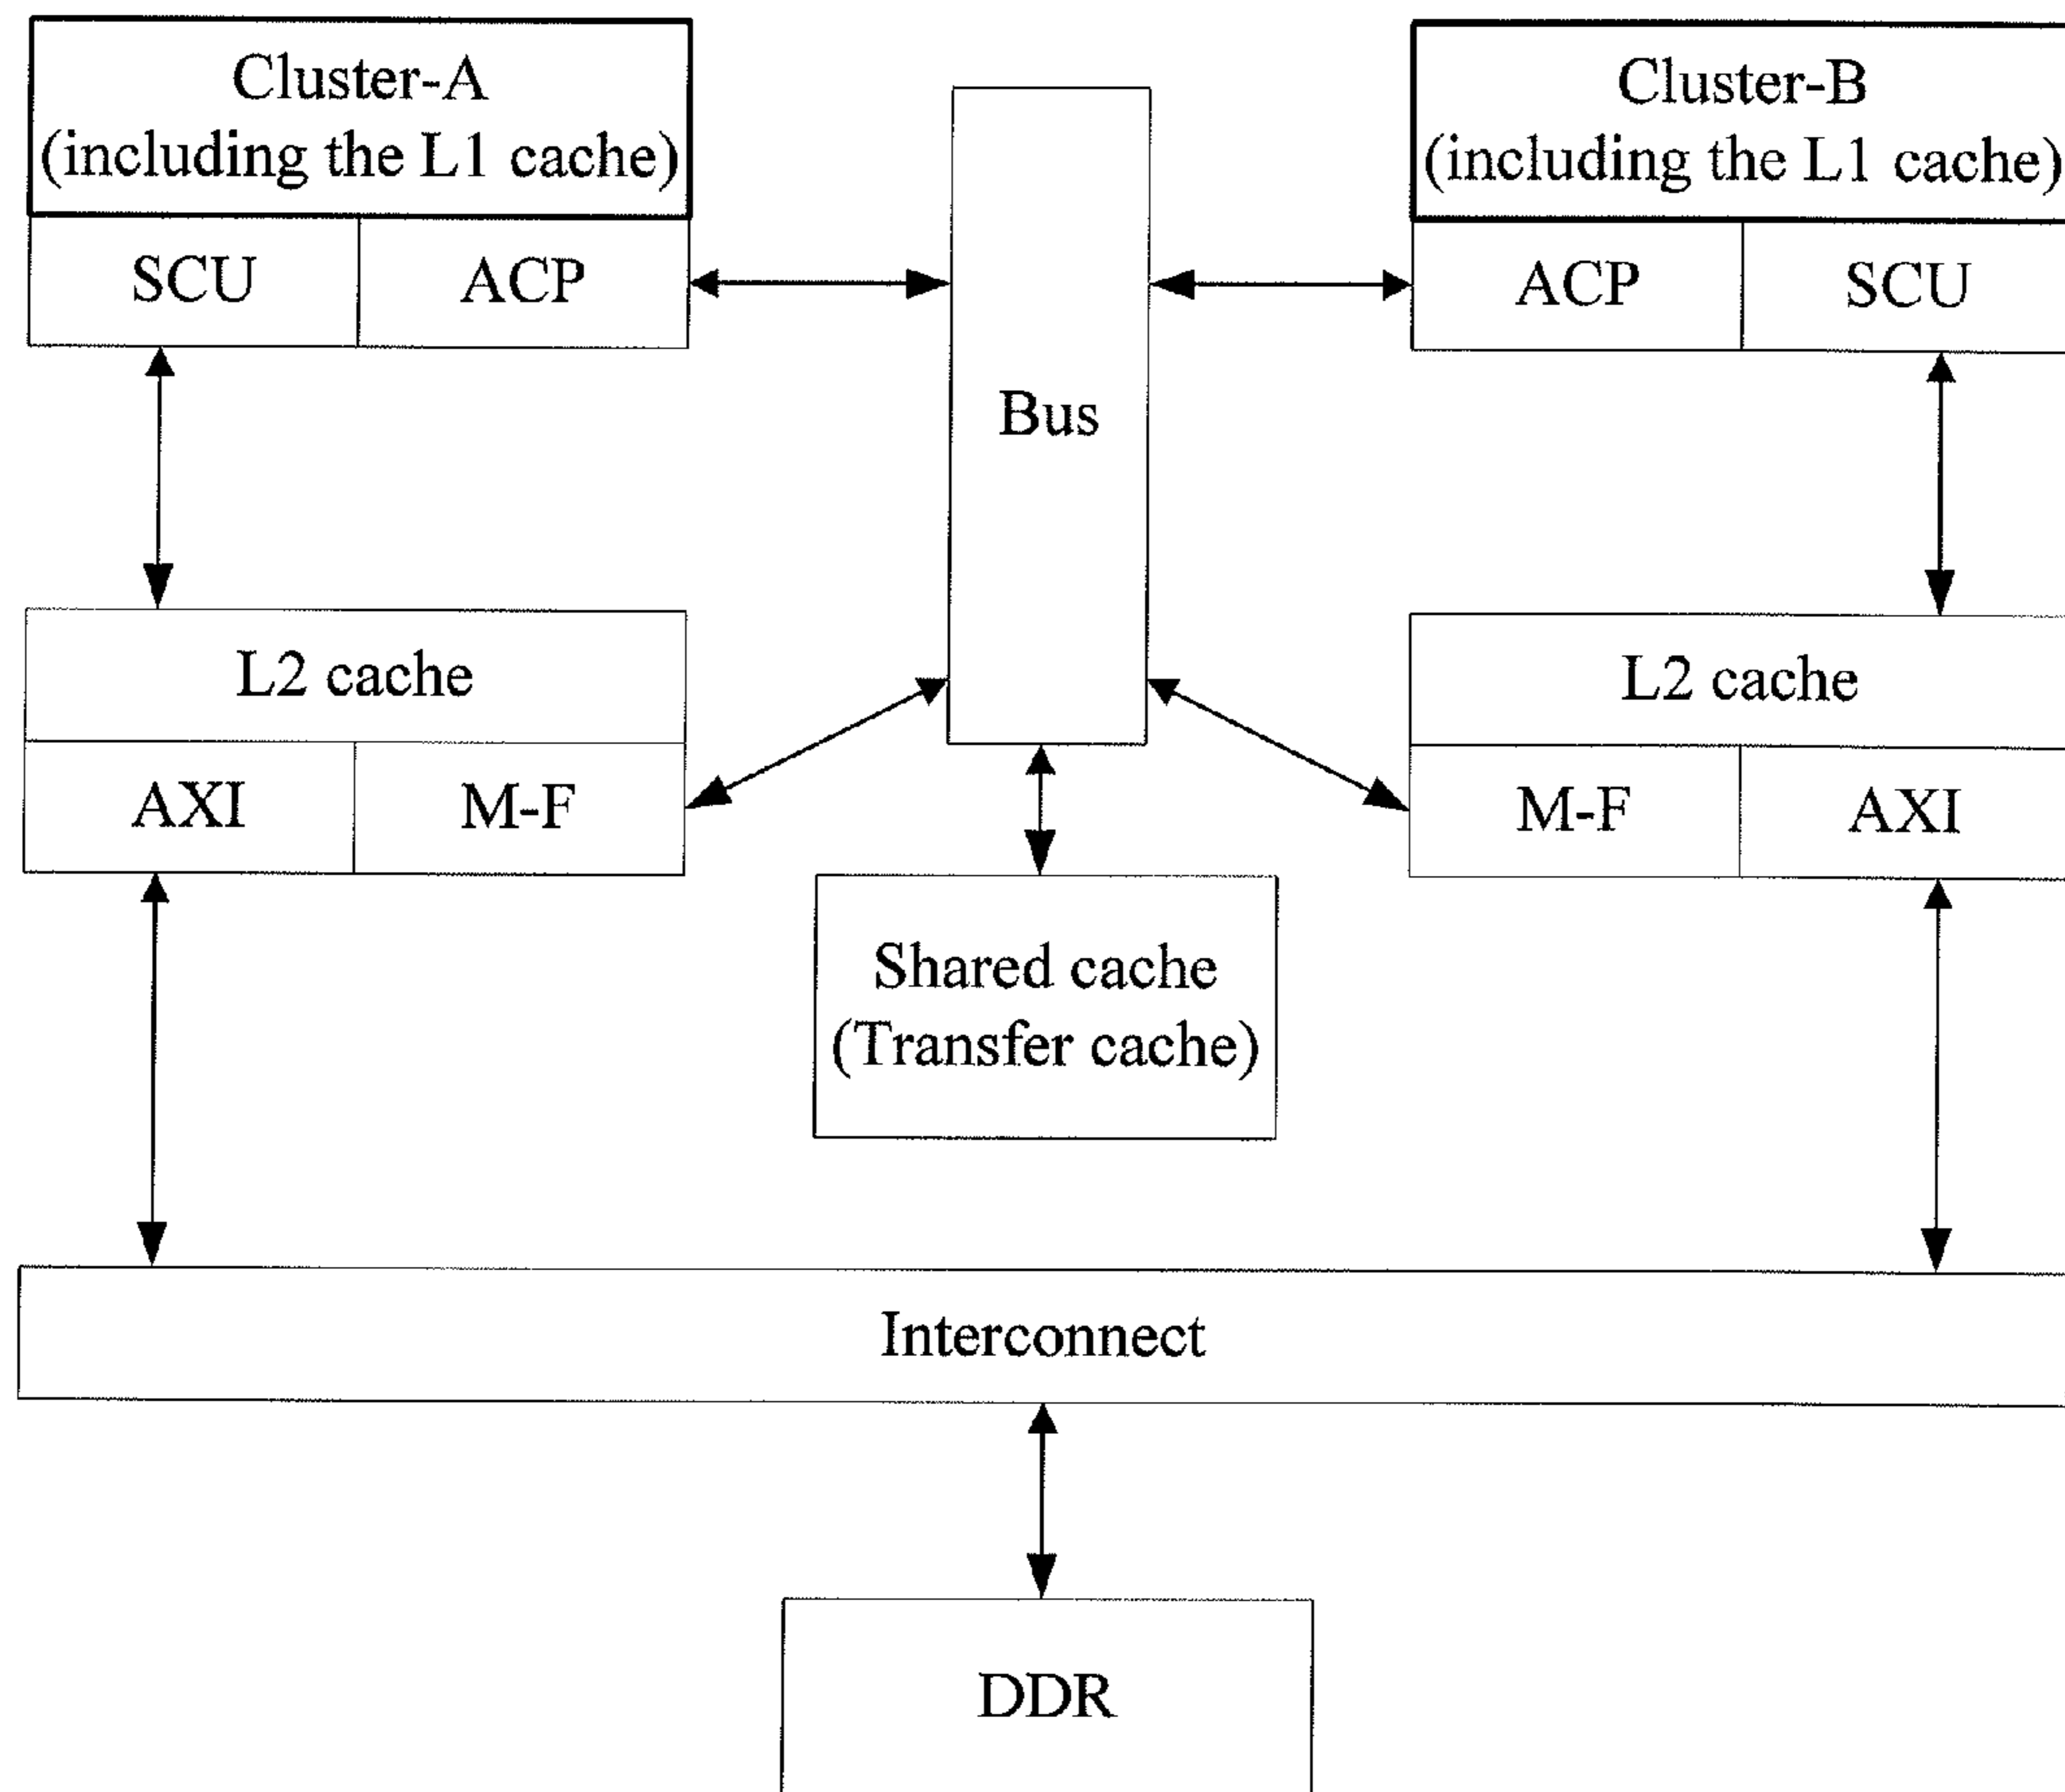 Cluster-A
(including the L1 cache)
SCU
ACP
Bus
Cluster-B
(including the L1 cache)
ACP
SCU
L2 cache
AXI
M-F
L2 cache
M-F
AXI
Shared cache
(Transfer cache)
Interconnect
DDR